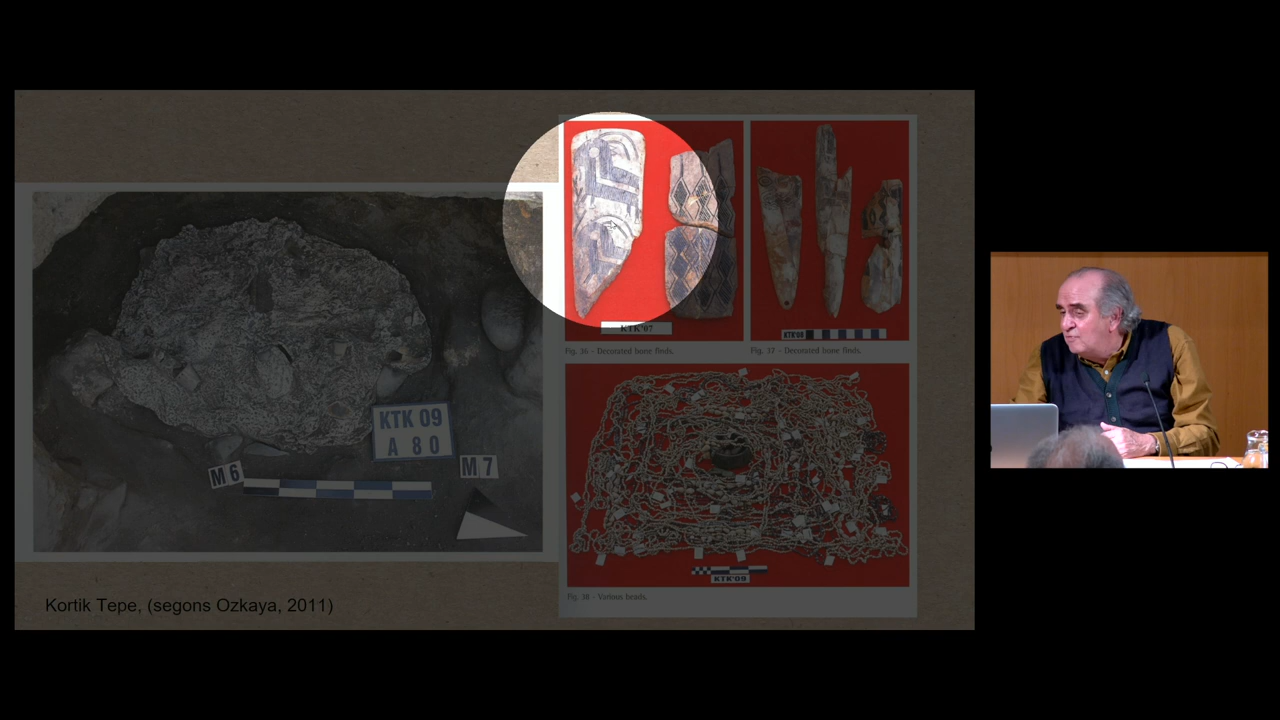 KTK 09
A 80
M 6
M 7
Kortik Tepe, (segons Ozkaya, 2011)
KTK'07
Fig. 36 - Decorated bone finds.
KTK'08
Fig. 37 - Decorated bone finds.
KTK'09
Fig. 38 - Various beads.